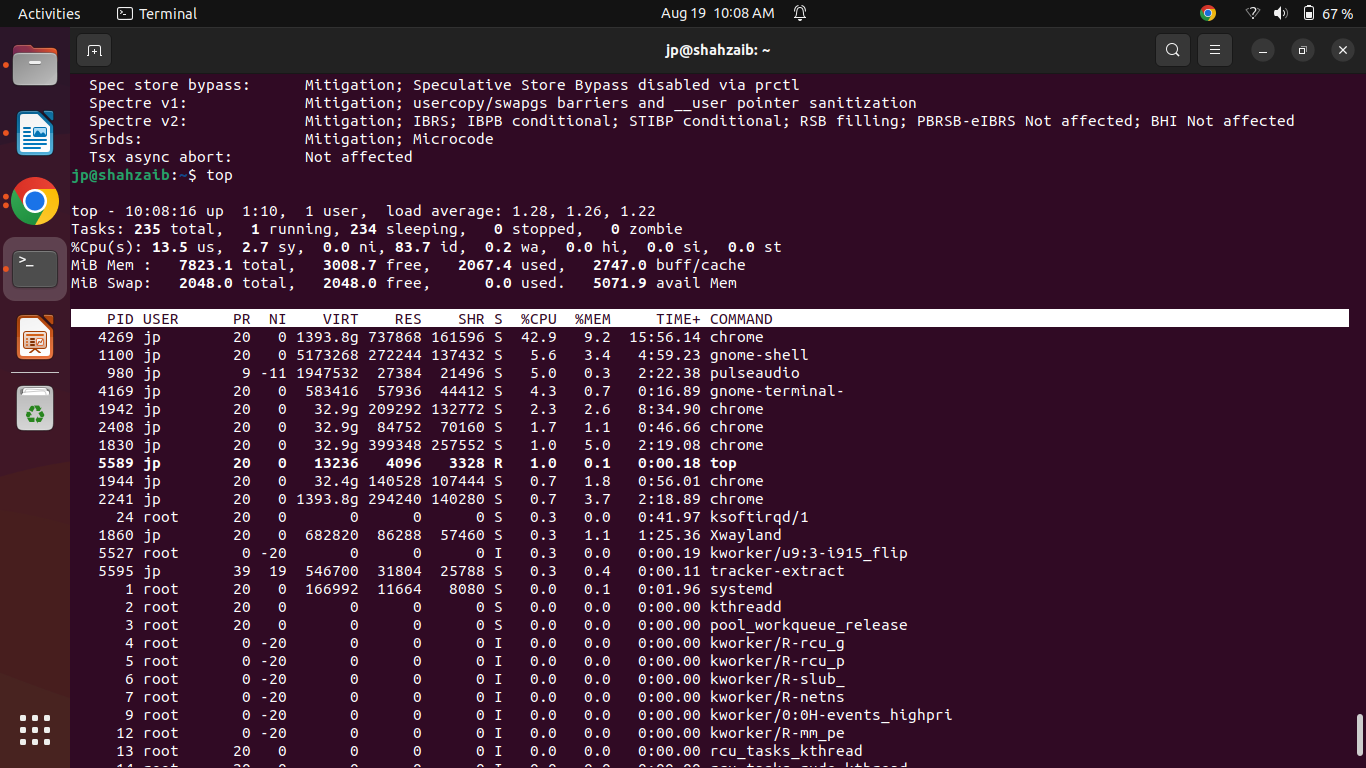 Activities
Terminal
Aug 19 10:08 AM
67 %
jp@shahzaib: ~
Spec store bypass: Mitigation; Speculative Store Bypass disabled via prctl
Spectre v1: Mitigation; usercopy/swapgs barriers and __user pointer sanitization
Spectre v2: Mitigation; IBRS; IBPB conditional; STIBP conditional; RSB filling; PBRSB-eIBRS Not affected; BHI Not affected
Srbds: Mitigation; Microcode
Tsx async abort: Not affected
jp@shahzaib:~$ top
top - 10:08:16 up 1:10, 1 user, load average: 1.28, 1.26, 1.22
Tasks: 235 total, 1 running, 234 sleeping, 0 stopped, 0 zombie
%Cpu(s): 13.5 us, 2.7 sy, 0.0 ni, 83.7 id, 0.2 wa, 0.0 hi, 0.0 si, 0.0 st
MiB Mem : 7823.1 total, 3008.7 free, 2067.4 used, 2747.0 buff/cache
MiB Swap: 2048.0 total, 2048.0 free, 0.0 used. 5071.9 avail Mem
PID USER PR NI VIRT RES SHR S %CPU %MEM TIME+ COMMAND
4269 jp 20 0 1393.8g 737868 161596 S 42.9 9.2 15:56.14 chrome
1100 jp 20 0 5173268 272244 137432 S 5.6 3.4 4:59.23 gnome-shell
980 jp 9 -11 1947532 27384 21496 S 5.0 0.3 2:22.38 pulseaudio
4169 jp 20 0 583416 57936 44412 S 4.3 0.7 0:16.89 gnome-terminal-
1942 jp 20 0 32.9g 209292 132772 S 2.3 2.6 8:34.90 chrome
2408 jp 20 0 32.9g 84752 70160 S 1.7 1.1 0:46.66 chrome
1830 jp 20 0 32.9g 399348 257552 S 1.0 5.0 2:19.08 chrome
5589 jp 20 0 13236 4096 3328 R 1.0 0.1 0:00.18 top
1944 jp 20 0 32.4g 140528 107444 S 0.7 1.8 0:56.01 chrome
2241 jp 20 0 1393.8g 294240 140280 S 0.7 3.7 2:18.89 chrome
24 root 20 0 0 0 0 S 0.3 0.0 0:41.97 ksoftirqd/1
1860 jp 20 0 682820 86288 57460 S 0.3 1.1 1:25.36 Xwayland
5527 root 0 -20 0 0 0 I 0.3 0.0 0:00.19 kworker/u9:3-i915_flip
5595 jp 39 19 546700 31804 25788 S 0.3 0.4 0:00.11 tracker-extract
1 root 20 0 166992 11664 8080 S 0.0 0.1 0:01.96 systemd
2 root 20 0 0 0 0 S 0.0 0.0 0:00.00 kthreadd
3 root 20 0 0 0 0 S 0.0 0.0 0:00.00 pool_workqueue_release
4 root 0 -20 0 0 0 I 0.0 0.0 0:00.00 kworker/R-rcu_g
5 root 0 -20 0 0 0 I 0.0 0.0 0:00.00 kworker/R-rcu_p
6 root 0 -20 0 0 0 I 0.0 0.0 0:00.00 kworker/R-slub_
7 root 0 -20 0 0 0 I 0.0 0.0 0:00.00 kworker/R-netns
9 root 0 -20 0 0 0 I 0.0 0.0 0:00.00 kworker/0:0H-events_highpri
12 root 0 -20 0 0 0 I 0.0 0.0 0:00.00 kworker/R-mm_pe
13 root 20 0 0 0 0 I 0.0 0.0 0:00.00 rcu_tasks_kthread